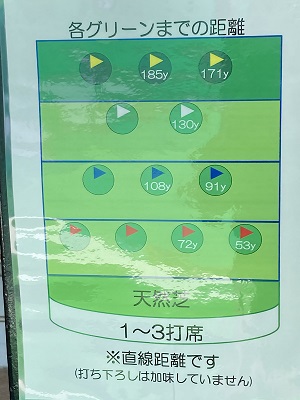 各グリーンまでの距離
185y 171y
130y
108y 91y
72y 53y
天然芝
1～3打席
※直線距離です
(打ち下ろしは加味していません)